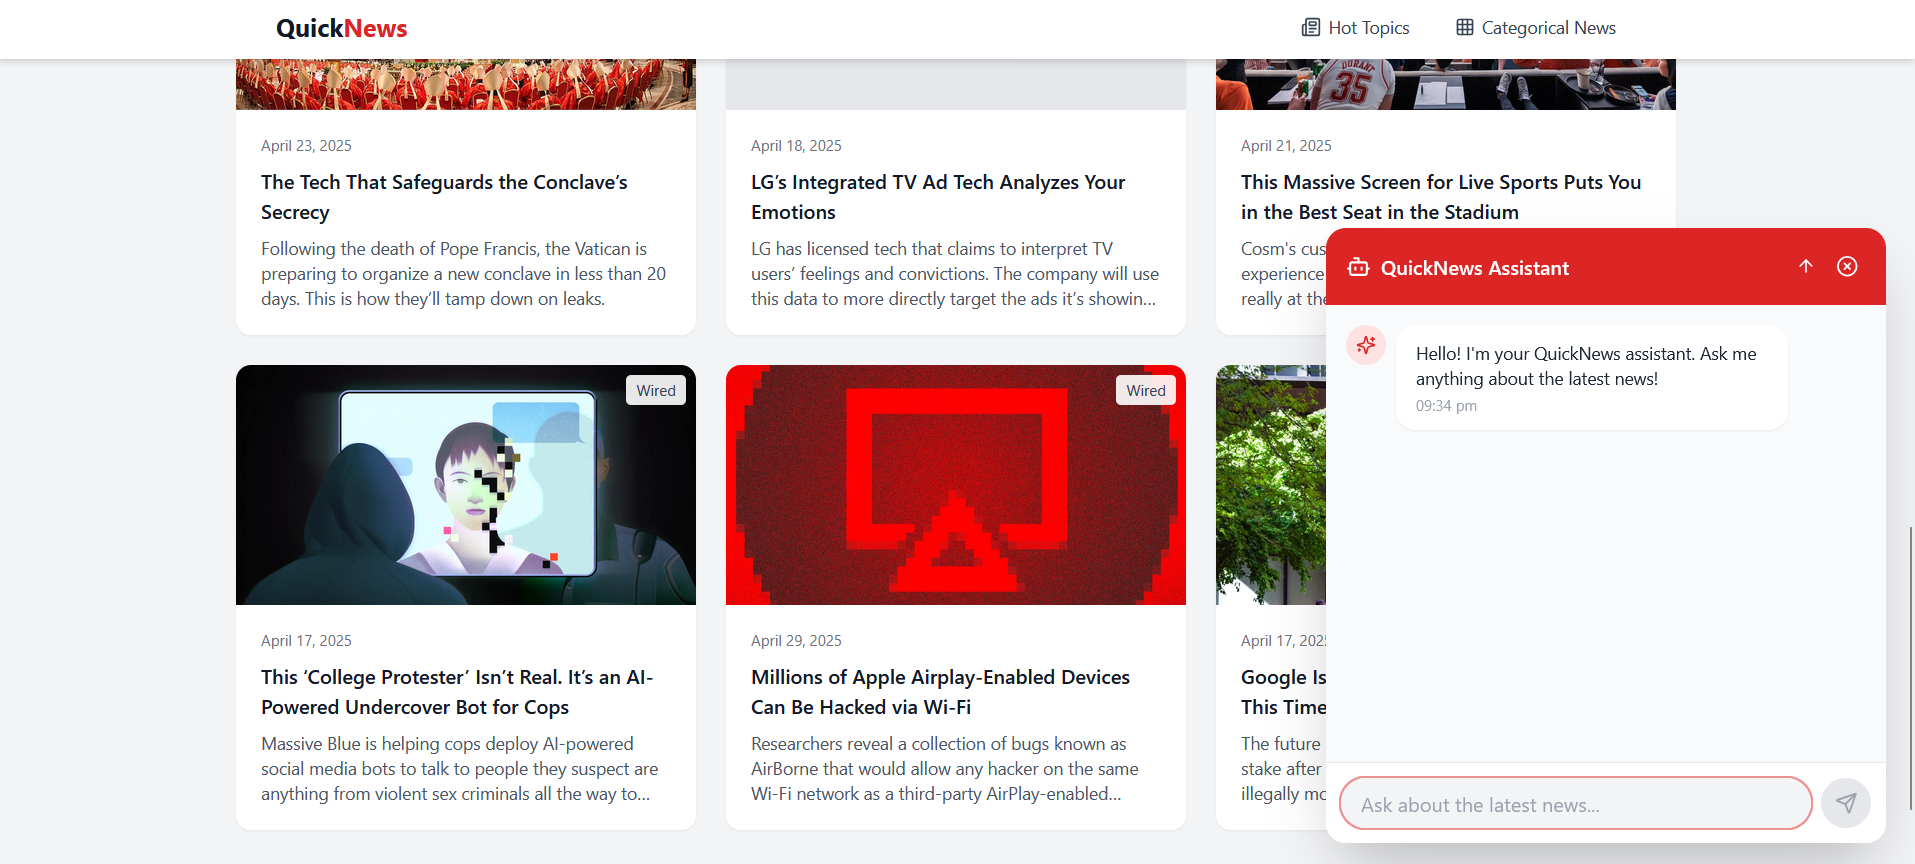 QuickNews
Hot Topics
Categorical News
DURANT
35
April 23, 2025
The Tech That Safeguards the Conclave’s
Secrecy
Following the death of Pope Francis, the Vatican is
preparing to organize a new conclave in less than 20
days. This is how they’ll tamp down on leaks.
April 18, 2025
LG’s Integrated TV Ad Tech Analyzes Your
Emotions
LG has licensed tech that claims to interpret TV
users’ feelings and convictions. The company will use
this data to more directly target the ads it’s showin...
April 21, 2025
This Massive Screen for Live Sports Puts You
in the Best Seat in the Stadium
Cosm's cus
experience
really at the
Wired
April 17, 2025
This ‘College Protester’ Isn’t Real. It’s an AI-
Powered Undercover Bot for Cops
Massive Blue is helping cops deploy AI-powered
social media bots to talk to people they suspect are
anything from violent sex criminals all the way to...
Wired
April 29, 2025
Millions of Apple Airplay-Enabled Devices
Can Be Hacked via Wi-Fi
Researchers reveal a collection of bugs known as
AirBorne that would allow any hacker on the same
Wi-Fi network as a third-party AirPlay-enabled...
April 17, 202
Google Is
This Time
The future
stake after
illegally mo
QuickNews Assistant
Hello! I'm your QuickNews assistant. Ask me
anything about the latest news!
09:34 pm
Ask about the latest news...